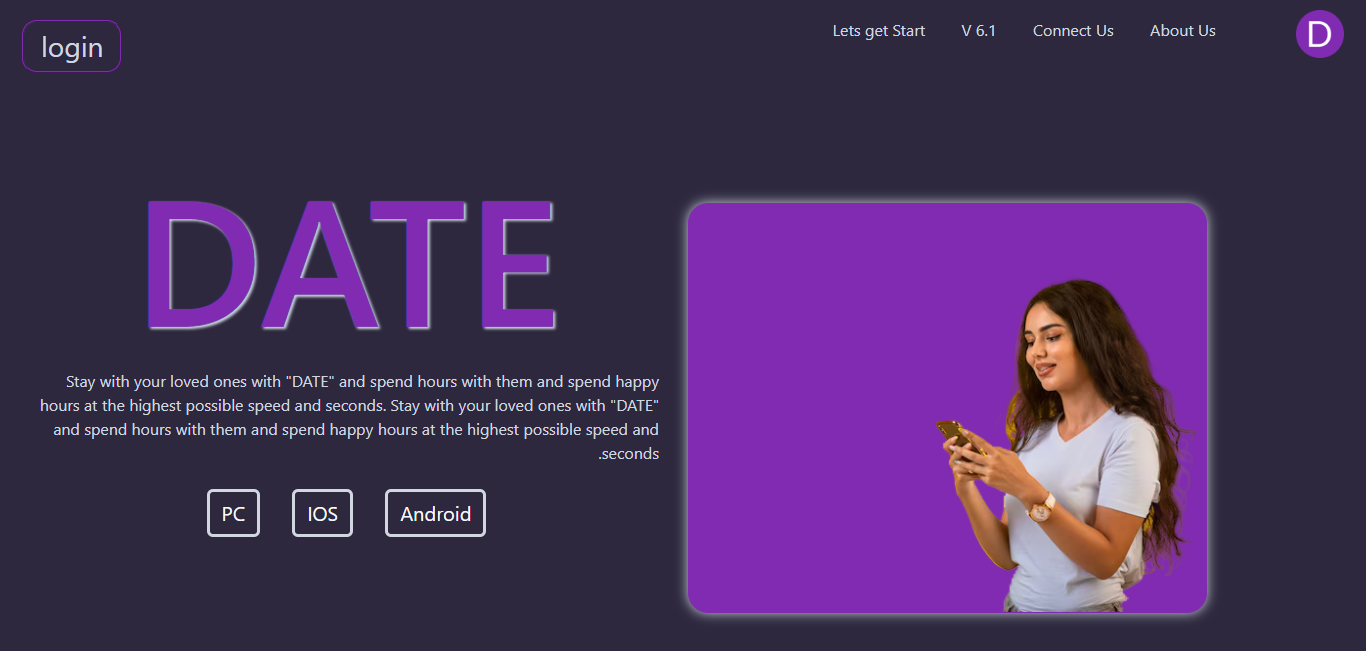 login
Lets get Start
V 6.1
Connect Us
About Us
D
DATE
Stay with your loved ones with "DATE" and spend hours with them and spend happy
hours at the highest possible speed and seconds. Stay with your loved ones with "DATE"
and spend hours with them and spend happy hours at the highest possible speed and
.seconds
PC
IOS
Android